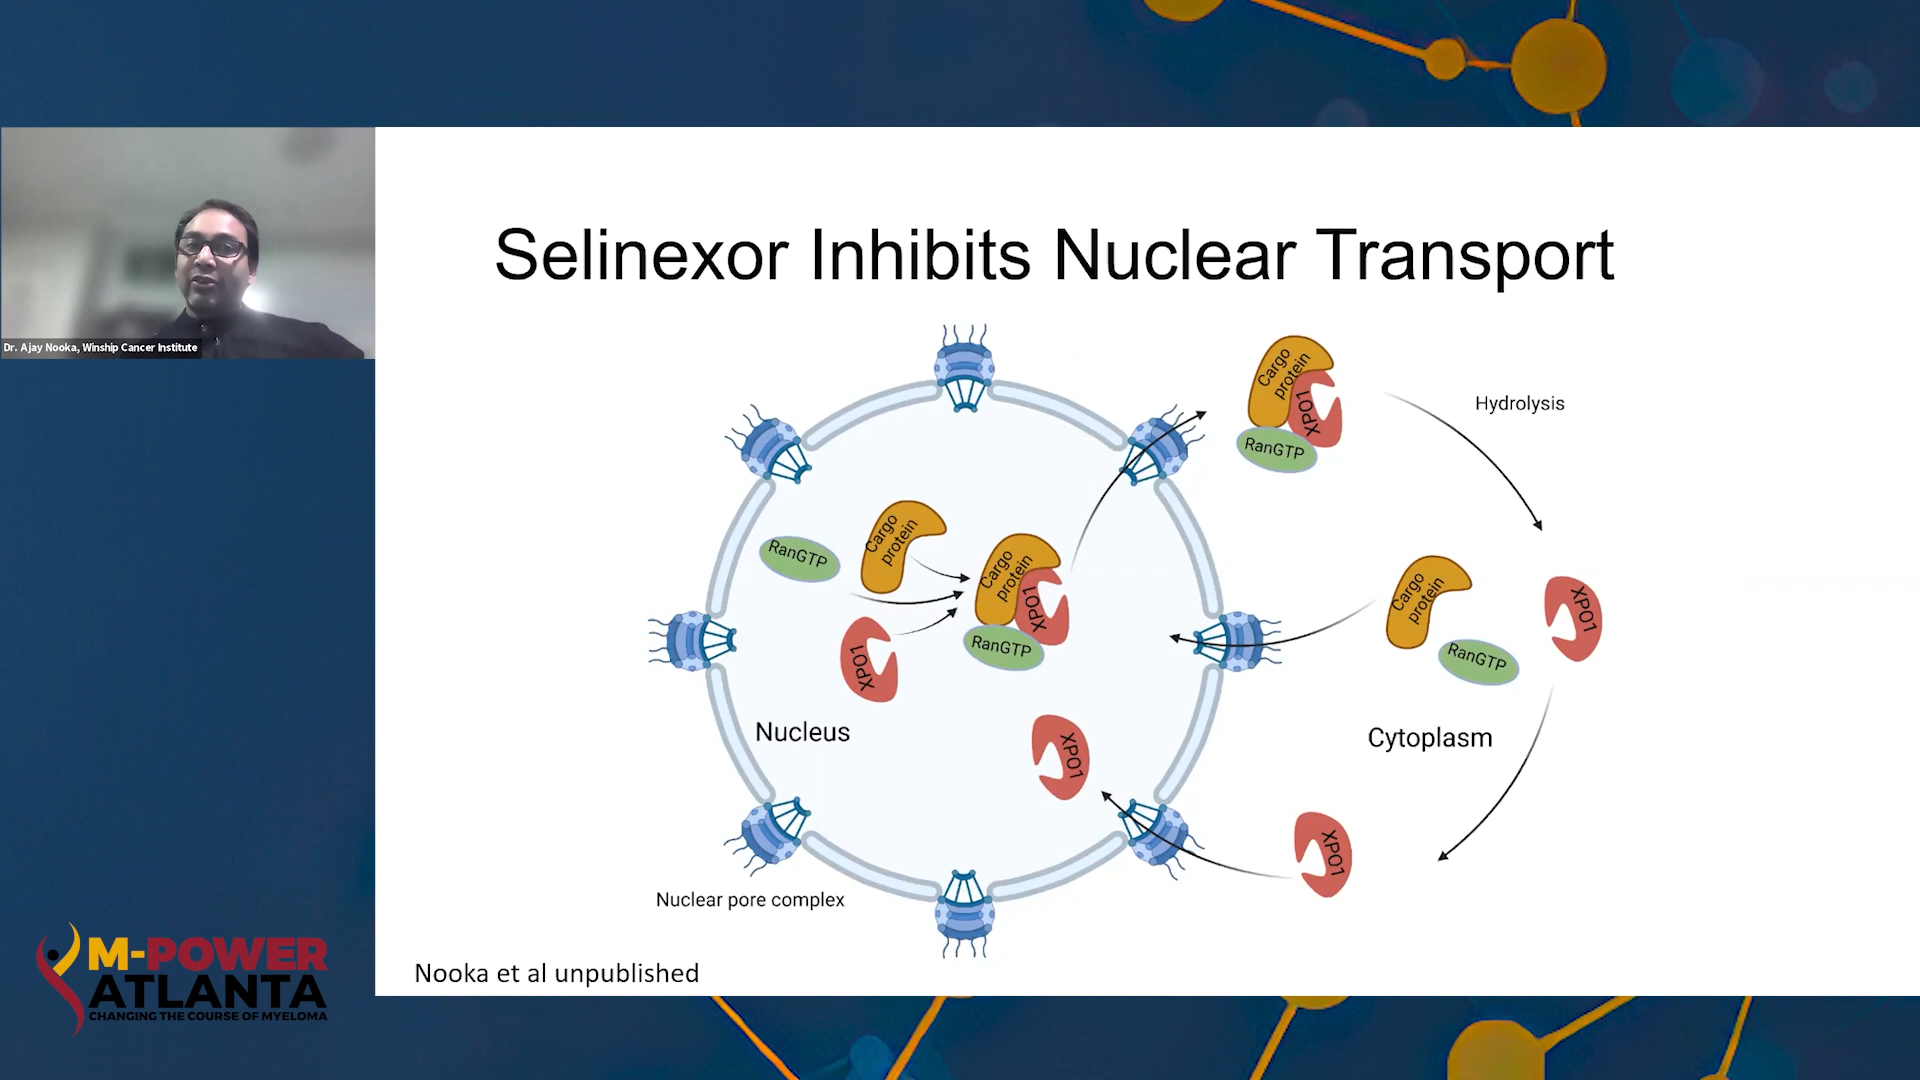 Selinexor Inhibits Nuclear Transport
Dr. Ajay Nooka, Winship Cancer Institute
Cargo
protein
XPO1
RanGTP
Hydrolysis
RanGTP
Cargo
protein
XPO1
Cargo
protein
XPO1
RanGTP
Cargo
protein
RanGTP
XPO1
Nucleus
XPO1
Cytoplasm
XPO1
Nuclear pore complex
Nooka et al unpublished
M-POWER
ATLANTA
CHANGING THE COURSE OF MYELOMA